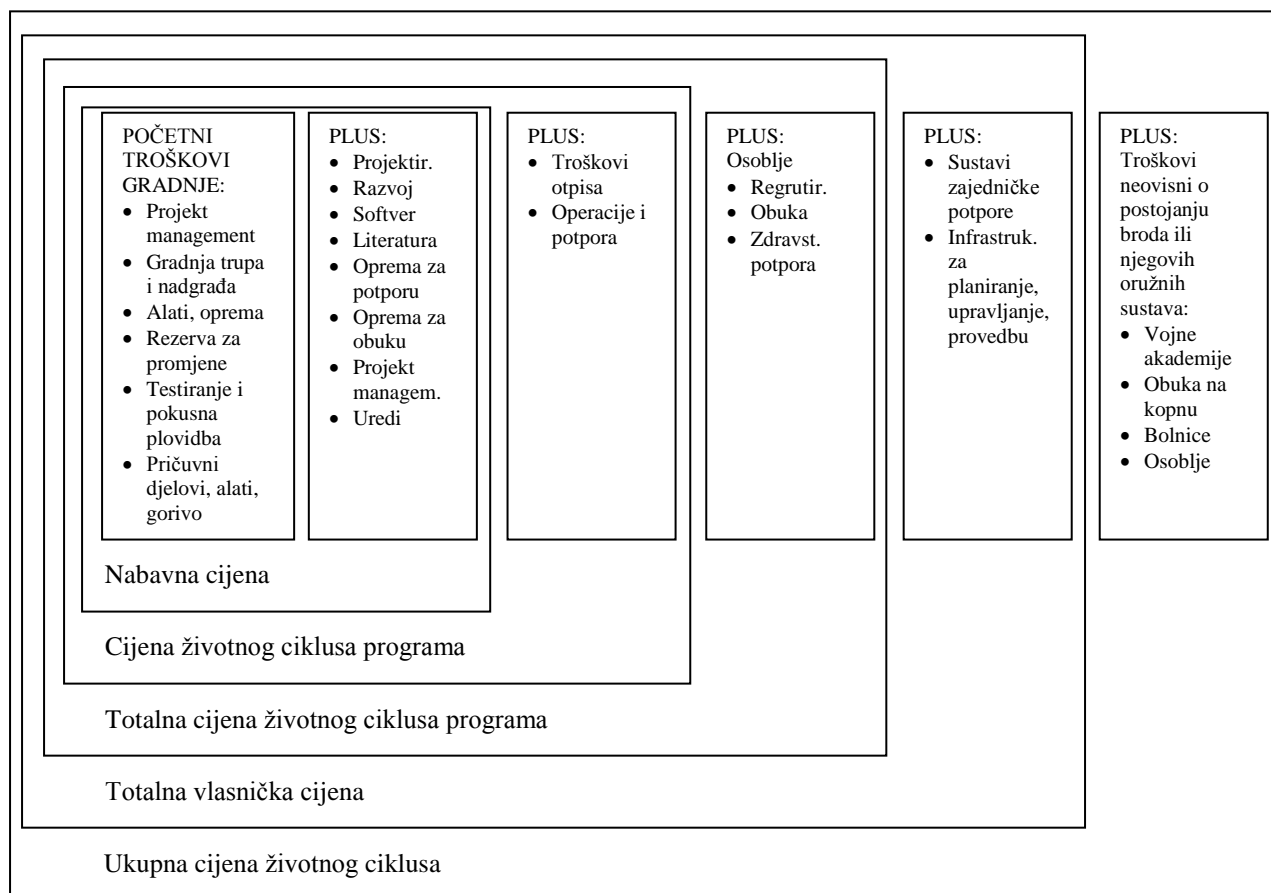 POČETNI
TROŠKOVI
GRADNJE:
• Projekt
management
• Gradnja trupa
i nadgrađa
• Alati, oprema
• Rezerva za
promjene
• Testiranje i
pokusna
plovidba
• Pričuvni
djelovi, alati,
gorivo
PLUS:
• Projektir.
• Razvoj
• Softver
• Literatura
• Oprema za
potporu
• Oprema za
obuku
• Projekt
managem.
• Uredi
PLUS:
• Troškovi
otpisa
• Operacije i
potpora
PLUS:
Osoblje
• Regrutir.
• Obuka
• Zdravst.
potpora
PLUS:
• Sustavi
zajedničke
potpore
• Infrastruk.
za
planiranje,
upravljanje,
provedbu
PLUS:
Troškovi
neovisni o
postojanju
broda ili
njegovih
oružnih
sustava:
• Vojne
akademije
• Obuka na
kopnu
• Bolnice
• Osoblje
Nabavna cijena
Cijena životnog ciklusa programa
Totalna cijena životnog ciklusa programa
Totalna vlasnička cijena
Ukupna cijena životnog ciklusa